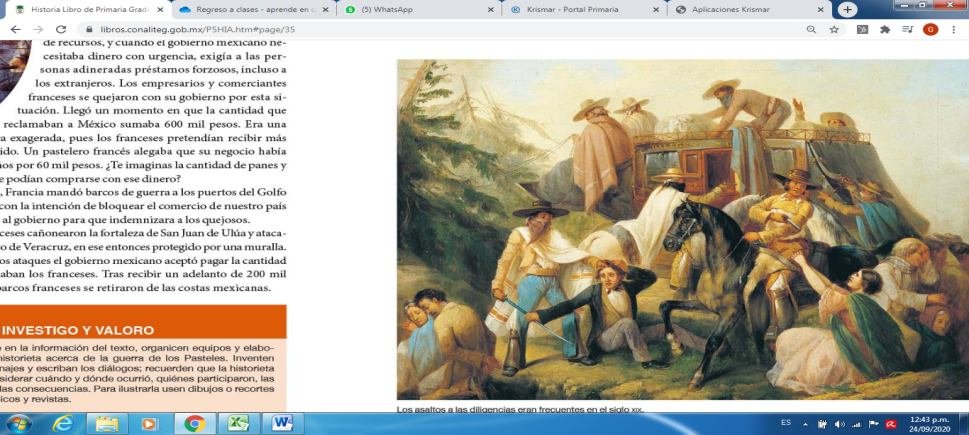 Historia Libro de Primaria Grad
Regreso a clases - aprende en c
(5) WhatsApp
Krismar - Portal Primaria
Aplicaciones Krismar
libros.conaliteg.gob.mx/P5HIA.htm#page/35
G
de recursos, y cuando el gobierno mexicano ne-
cesitaba dinero con urgencia, exigía a las per-
sonas adineradas préstamos forzosos, incluso a
los extranjeros. Los empresarios y comerciantes
franceses se quejaron con su gobierno por esta si-
tuación. Llegó un momento en que la cantidad que
reclamaban a México sumaba 600 mil pesos. Era una
a exagerada, pues los franceses pretendían recibir más
ido. Un pastelero francés alegaba que su negocio había
os por 60 mil pesos. ¿Te imaginas la cantidad de panes y
e podían comprarse con ese dinero?
, Francia mandó barcos de guerra a los puertos del Golfo
con la intención de bloquear el comercio de nuestro país
al gobierno para que indemnizara a los quejosos.
ceses cañonearon la fortaleza de San Juan de Ulúa y ataca-
o de Veracruz, en ese entonces protegido por una muralla.
os ataques el gobierno mexicano aceptó pagar la cantidad
aban los franceses. Tras recibir un adelanto de 200 mil
barcos franceses se retiraron de las costas mexicanas.
INVESTIGO Y VALORO
en la información del texto, organicen equipos y elabo-
historieta acerca de la guerra de los Pasteles. Inventen
najes y escriban los diálogos; recuerden que la historieta
siderar cuándo y dónde ocurrió, quiénes participaron, las
las consecuencias. Para ilustrarla usen dibujos o recortes
icos y revistas.
Los asaltos a las diligencias eran frecuentes en el siglo XIX.
ES
12:43 p.m.
24/09/2020